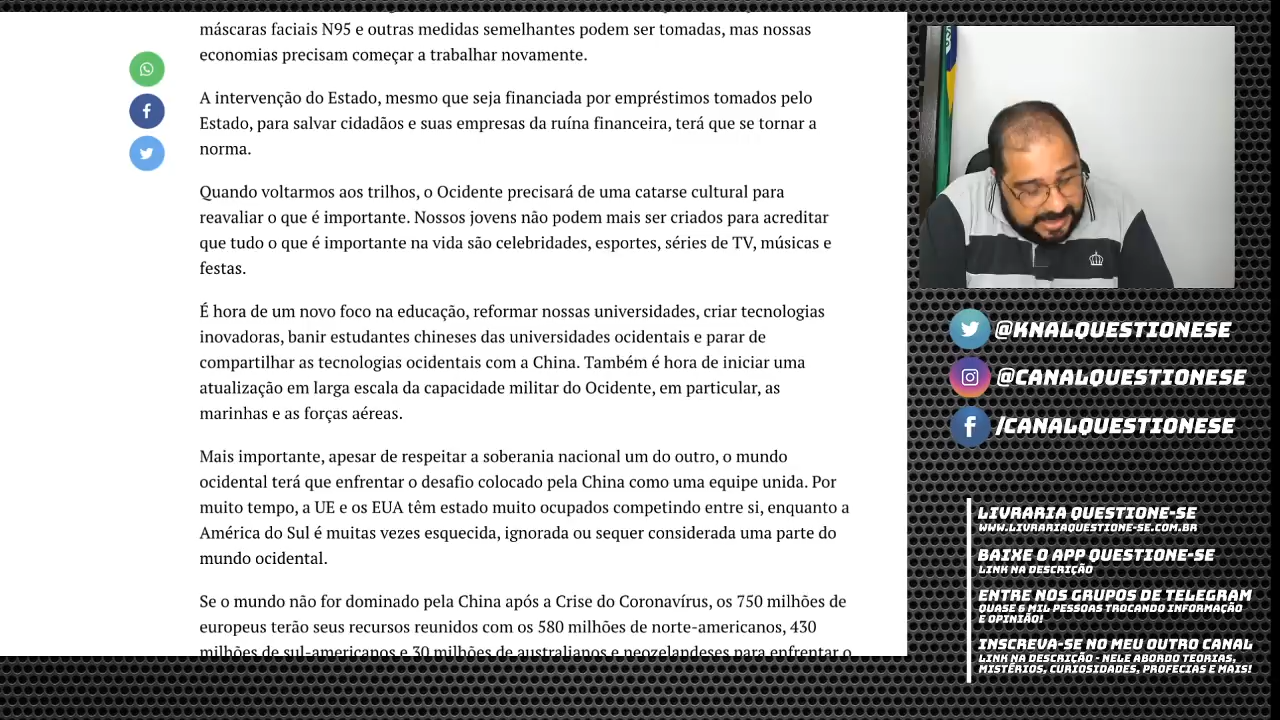 máscaras faciais N95 e outras medidas semelhantes podem ser tomadas, mas nossas
economias precisam começar a trabalhar novamente.
A intervenção do Estado, mesmo que seja financiada por empréstimos tomados pelo
Estado, para salvar cidadãos e suas empresas da ruína financeira, terá que se tornar a
norma.
Quando voltarmos aos trilhos, o Ocidente precisará de uma catarse cultural para
reavaliar o que é importante. Nossos jovens não podem mais ser criados para acreditar
que tudo o que é importante na vida são celebridades, esportes, séries de TV, músicas e
festas.
É hora de um novo foco na educação, reformar nossas universidades, criar tecnologias
inovadoras, banir estudantes chineses das universidades ocidentais e parar de
compartilhar as tecnologias ocidentais com a China. Também é hora de iniciar uma
atualização em larga escala da capacidade militar do Ocidente, em particular, as
marinhas e as forças aéreas.
Mais importante, apesar de respeitar a soberania nacional um do outro, o mundo
ocidental terá que enfrentar o desafio colocado pela China como uma equipe unida. Por
muito tempo, a UE e os EUA têm estado muito ocupados competindo entre si, enquanto a
América do Sul é muitas vezes esquecida, ignorada ou sequer considerada uma parte do
mundo ocidental.
Se o mundo não for dominado pela China após a Crise do Coronavírus, os 750 milhões de
europeus terão seus recursos reunidos com os 580 milhões de norte-americanos, 430
milhões de sul-americanos e 30 milhões de australianos e neozelandeses para enfrentar o
@KNALQUESTIONESE
@CANALQUESTIONESE
/CANALQUESTIONESE
LIVRARIA QUESTIONE-SE
WWW.LIVRARIAQUESTIONE-SE.COM.BR
BAIXE O APP QUESTIONE-SE
LINK NA DESCRIÇÃO
ENTRE NOS GRUPOS DE TELEGRAM
QUASE 6 MIL PESSOAS TROCANDO INFORMAÇÃO
E OPINIÃO!
INSCREVA-SE NO MEU OUTRO CANAL
LINK NA DESCRIÇÃO - NELE ABORDO TEORIAS,
MISTÉRIOS, CURIOSIDADES, PROFECIAS E MAIS!